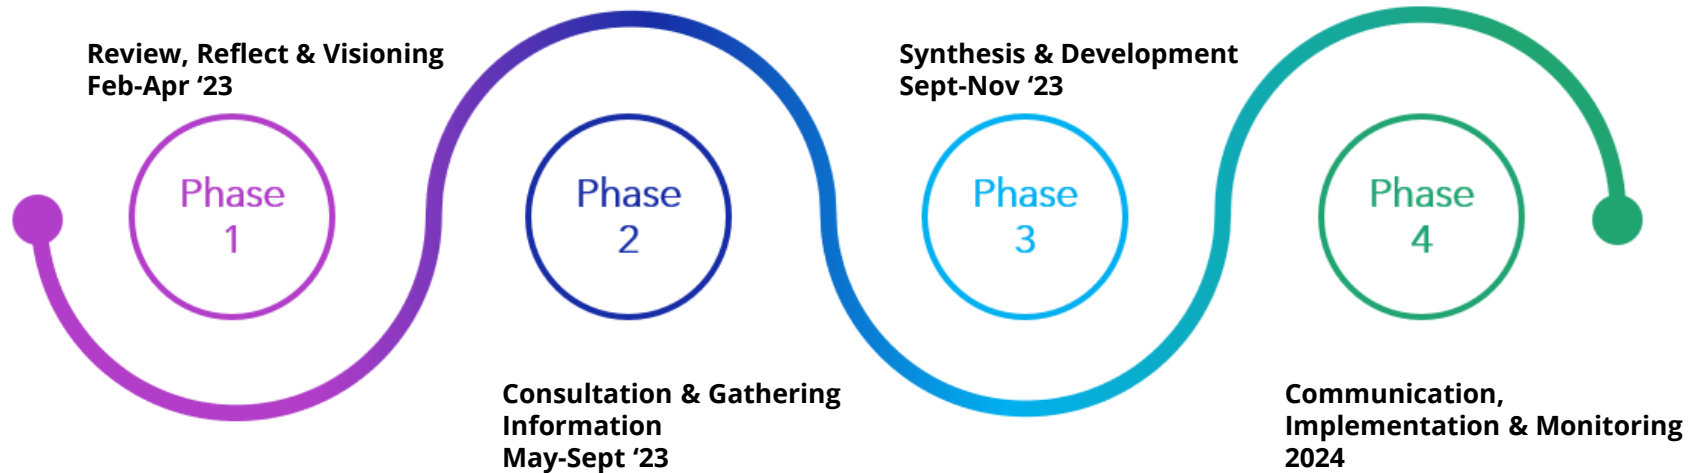 Review, Reflect & Visioning
Feb-Apr ‘23
Phase
1
Consultation & Gathering
Information
May-Sept ‘23
Phase
2
Synthesis & Development
Sept-Nov ‘23
Phase
3
Communication,
Implementation & Monitoring
2024
Phase
4